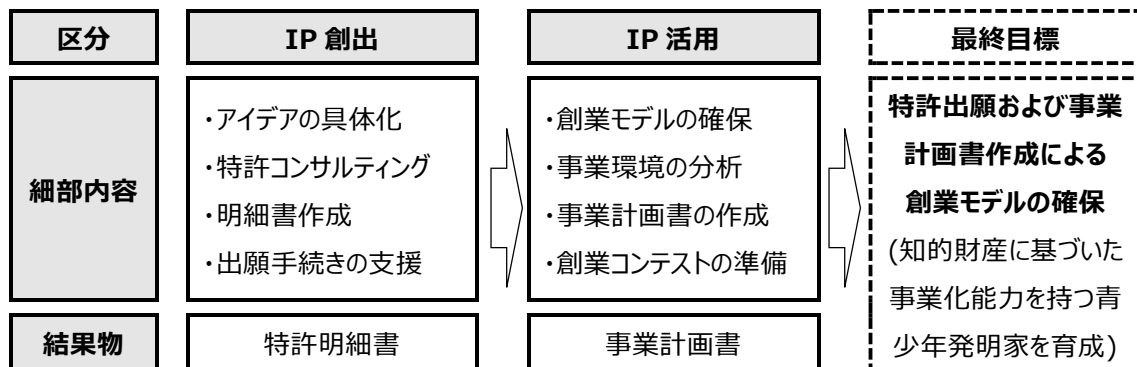 区分
IP 創出
IP 活用
最終目標
細部内容
・アイデアの具体化
・特許コンサルティング
・明細書作成
・出願手続きの支援
・創業モデルの確保
・事業環境の分析
・事業計画書の作成
・創業コンテストの準備
特許出願および事業
計画書作成による
創業モデルの確保
(知的財産に基づいた
事業化能力を持つ青
少年発明家を育成)
結果物
特許明細書
事業計画書